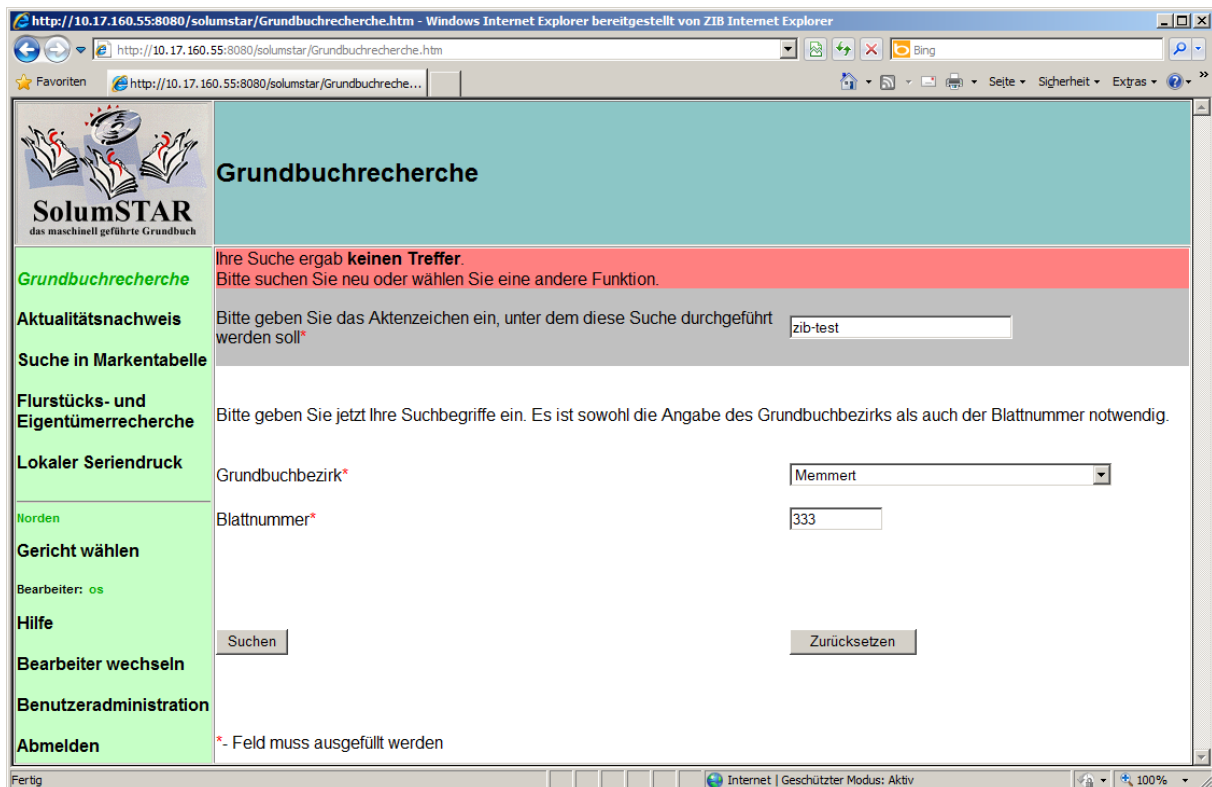 http://10.17.160.55:8080/solumstar/Grundbuchrecherche.htm - Windows Internet Explorer bereitgestellt von ZIB Internet Explorer
http://10.17.160.55:8080/solumstar/Grundbuchrecherche.htm
Bing
Favoriten
http://10.17.160.55:8080/solumstar/Grundbuchreche...
Seite
Sicherheit
Extras
SolumSTAR
das maschinell geführte Grundbuch
Grundbuchrecherche
Grundbuchrecherche
Aktualitätsnachweis
Suche in Markentabelle
Flurstücks- und
Eigentümerrecherche
Lokaler Seriendruck
Norden
Gericht wählen
Bearbeiter: os
Hilfe
Bearbeiter wechseln
Benutzeradministration
Abmelden
Ihre Suche ergab keinen Treffer.
Bitte suchen Sie neu oder wählen Sie eine andere Funktion.
Bitte geben Sie das Aktenzeichen ein, unter dem diese Suche durchgeführt
werden soll*
zib-test
Bitte geben Sie jetzt Ihre Suchbegriffe ein. Es ist sowohl die Angabe des Grundbuchbezirks als auch der Blattnummer notwendig.
Grundbuchbezirk*
Memmert
Blattnummer*
333
Suchen
Zurücksetzen
*- Feld muss ausgefüllt werden
Fertig
Internet | Geschützter Modus: Aktiv
100%